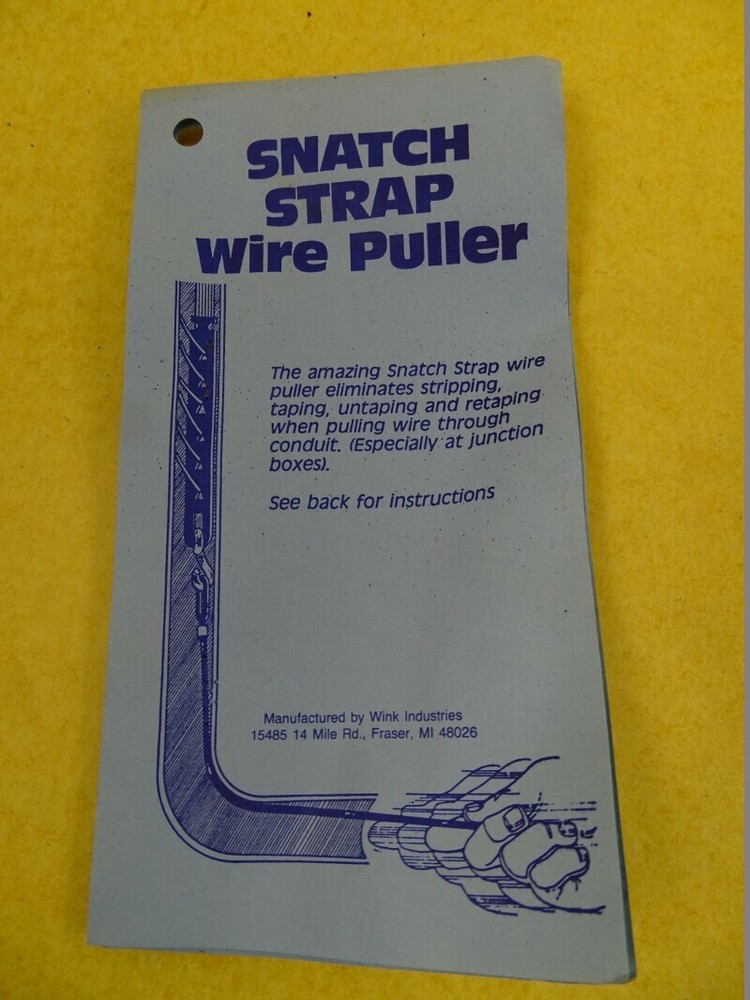 SNATCH
STRAP
Wire Puller
The amazing Snatch Strap wire
puller eliminates stripping,
taping, untaping and retaping
when pulling wire through
conduit. (Especially at junction
boxes).
See back for instructions
Manufactured by Wink Industries
15485 14 Mile Rd., Fraser, MI 48026